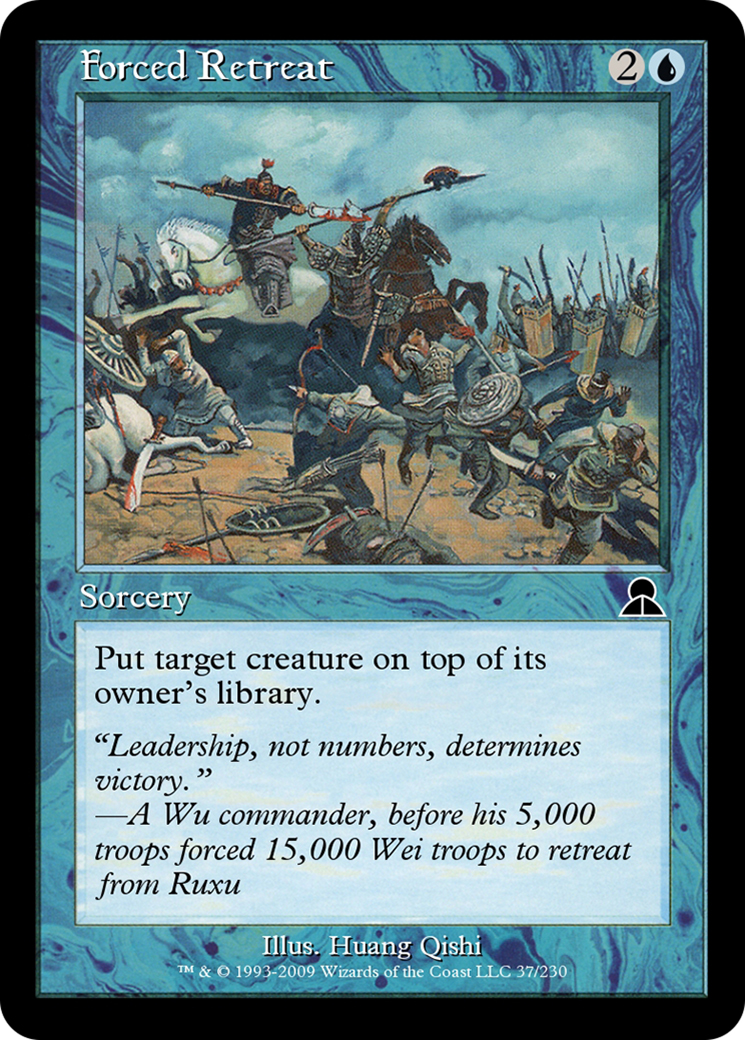 Forced Retreat 2
Sorcery
Put target creature on top of its
owner's library.
“Leadership, not numbers, determines
victory.”
—A Wu commander, before his 5,000
troops forced 15,000 Wei troops to retreat
from Ruxu
Illus. Huang Qishi
™ & © 1993-2009 Wizards of the Coast LLC 37/230